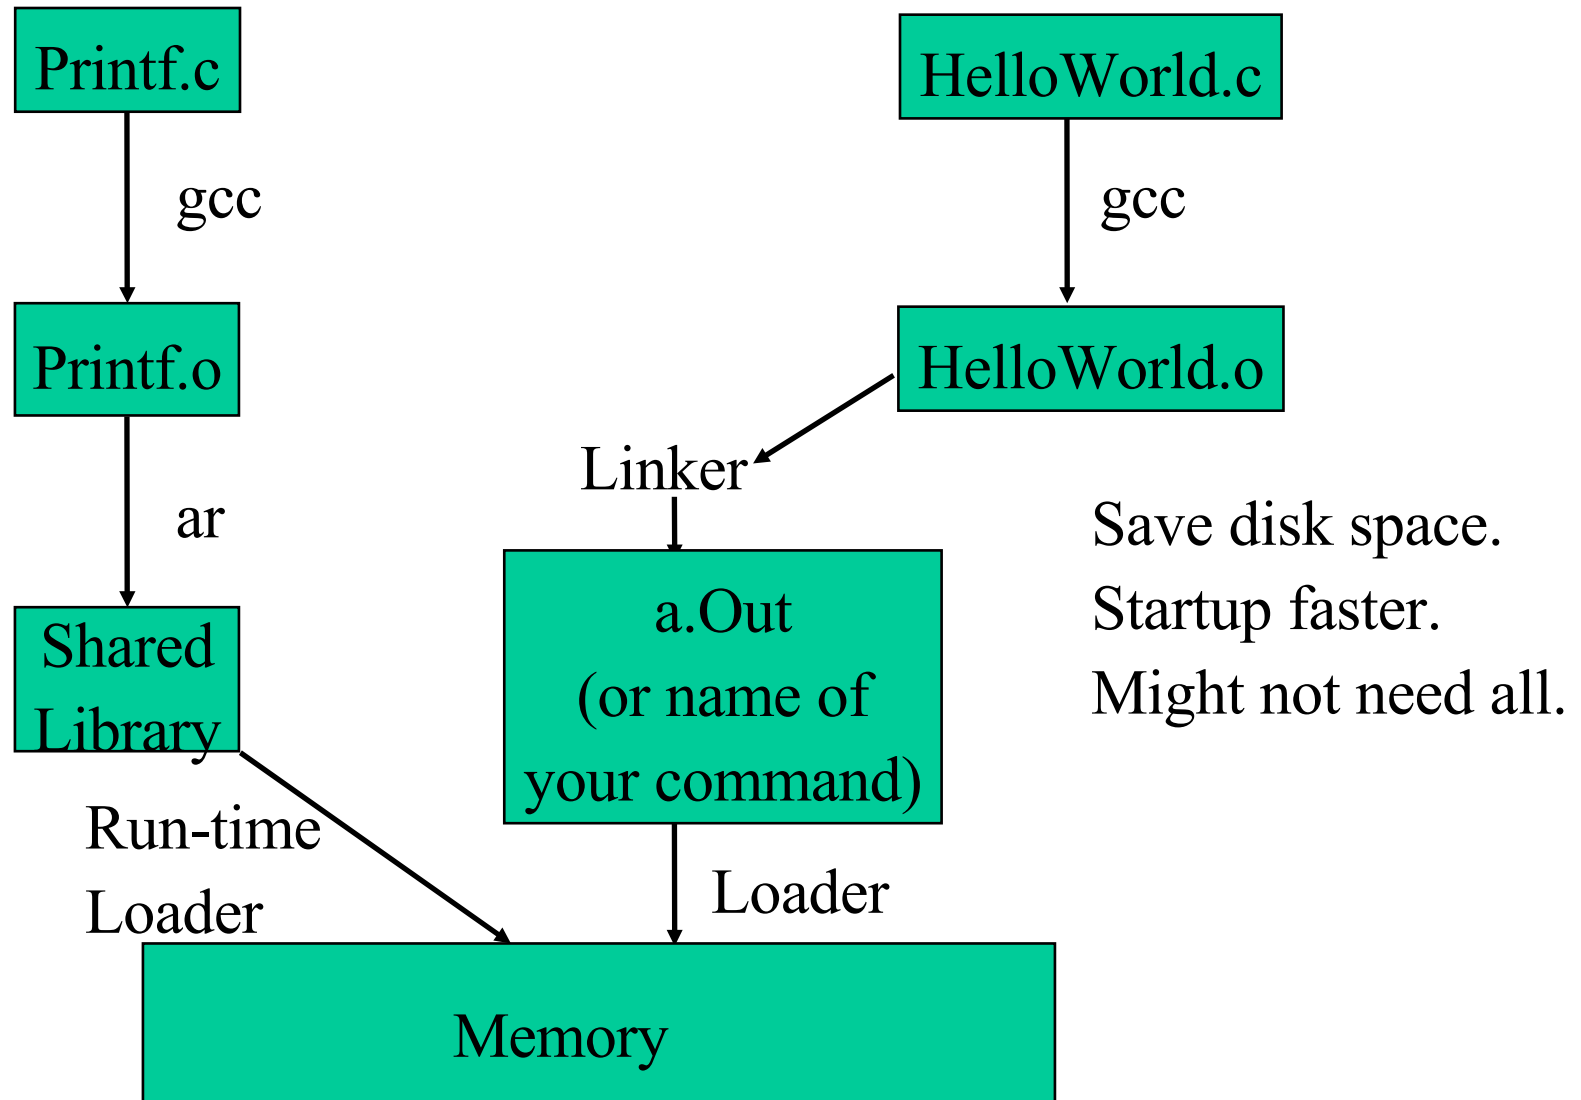 Printf.c
HelloWorld.c
gcc
gcc
Printf.o
HelloWorld.o
Linker
ar
Save disk space.
Startup faster.
Might not need all.
Shared
Library
a.Out
(or name of
your command)
Run-time
Loader
Loader
Memory